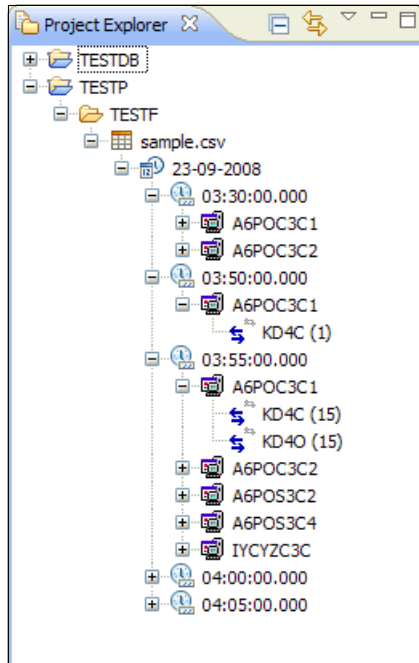 Project Explorer
TESTDB
TESTP
TESTF
sample.csv
23-09-2008
03:30:00.000
A6POC3C1
A6POC3C2
03:50:00.000
A6POC3C1
KD4C (1)
03:55:00.000
A6POC3C1
KD4C (15)
KD4O (15)
A6POC3C2
A6POS3C2
A6POS3C4
IYCYZC3C
04:00:00.000
04:05:00.000